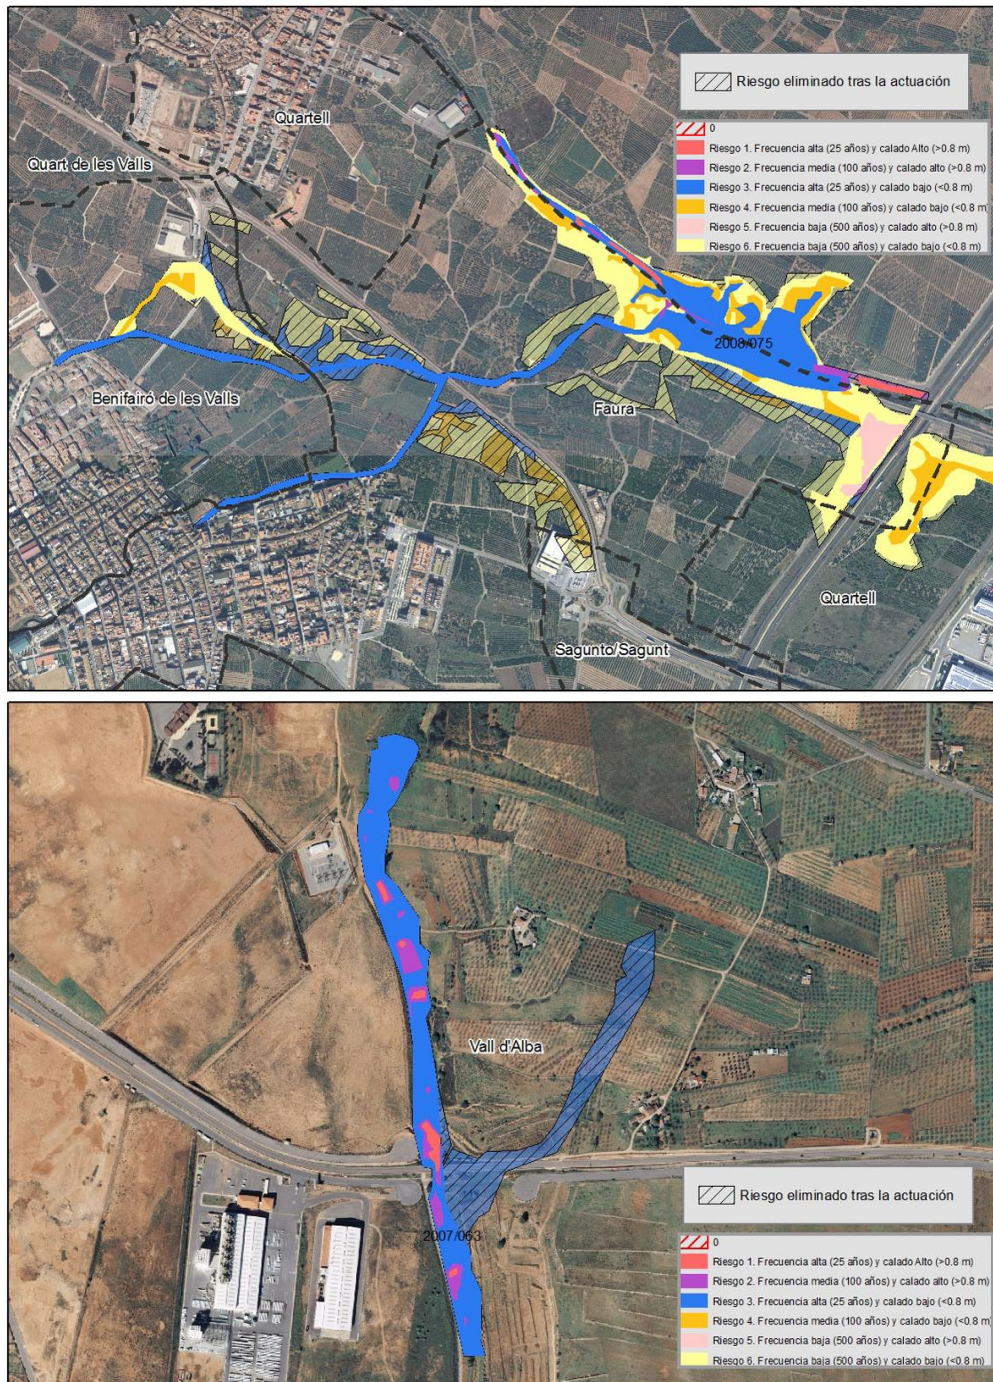 Quartell
Quart de les Valls
Riesgo eliminado tras la actuación
0
Riesgo 1. Frecuencia alta (25 años) y calado Alto (>0.8 m)
Riesgo 2. Frecuencia media (100 años) y calado alto (>0.8 m)
Riesgo 3. Frecuencia alta (25 años) y calado bajo (<0.8 m)
Riesgo 4. Frecuencia media (100 años) y calado bajo (<0.8 m)
Riesgo 5. Frecuencia baja (500 años) y calado alto (>0.8 m)
Riesgo 6. Frecuencia baja (500 años) y calado bajo (<0.8 m)
2008/075
Benifairó de les Valls
Faura
Quartell
Sagunto/Sagunt
Vall d'Alba
2007/063
Riesgo eliminado tras la actuación
0
Riesgo 1. Frecuencia alta (25 años) y calado Alto (>0.8 m)
Riesgo 2. Frecuencia media (100 años) y calado alto (>0.8 m)
Riesgo 3. Frecuencia alta (25 años) y calado bajo (<0.8 m)
Riesgo 4. Frecuencia media (100 años) y calado bajo (<0.8 m)
Riesgo 5. Frecuencia baja (500 años) y calado alto (>0.8 m)
Riesgo 6. Frecuencia baja (500 años) y calado bajo (<0.8 m)